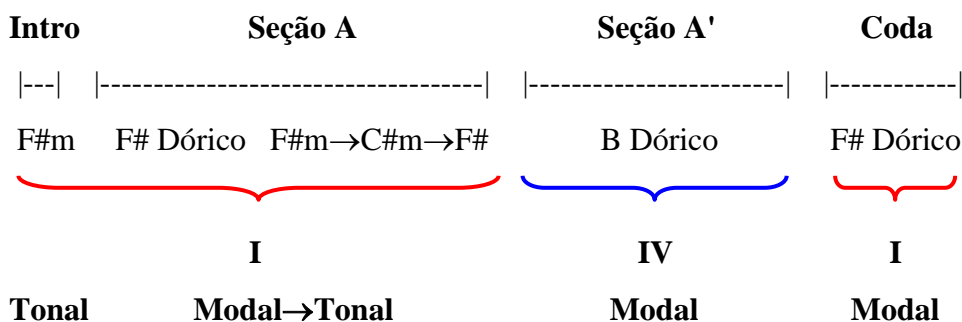 Intro Seção A Seção A' Coda
|---| |-----------------------------------| |------------------------| |------------|
F#m F# Dórico F#m→C#m→F# B Dórico F# Dórico
I IV I
Tonal Modal→Tonal Modal Modal